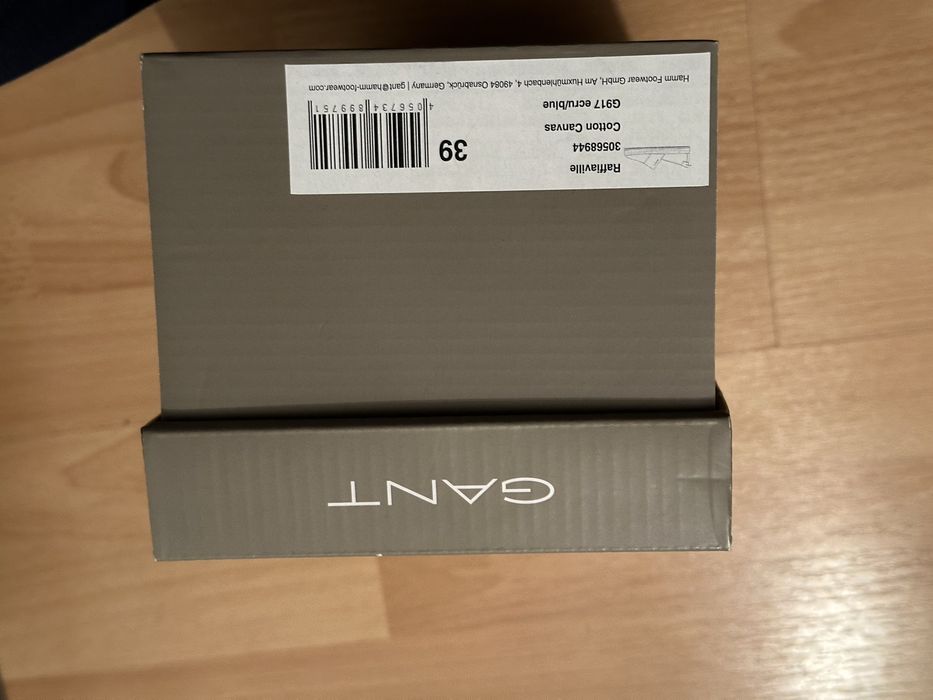 GANT
Raffiaville
30568944
Cotton Canvas
G917 ecru/blue
39
4 056734 899751
Hamm Footwear GmbH, Am Huxmühlenbach 4, 49084 Osnabrück, Germany | gant@hamm-footwear.com